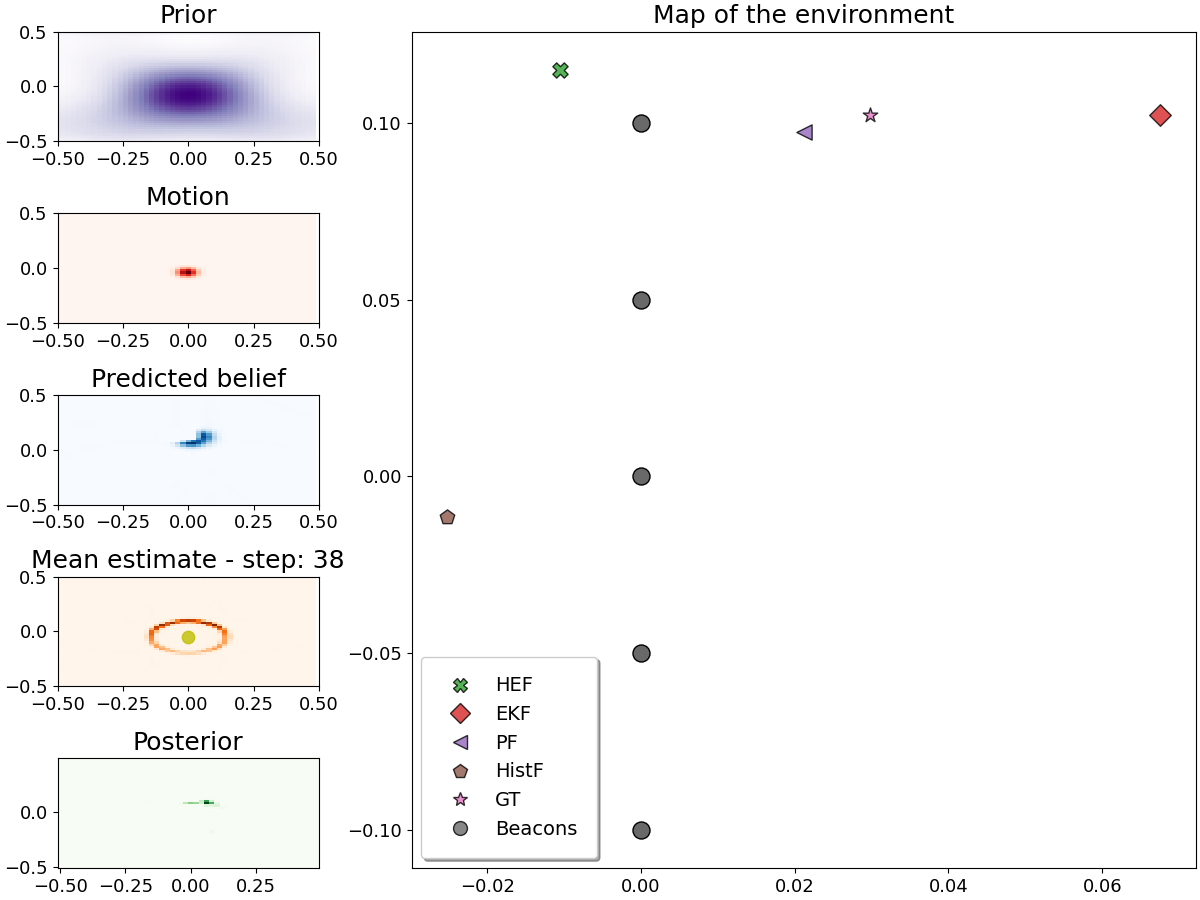 Prior
0.5
0.0
−0.5
−0.50 −0.25 0.00 0.25 0.50
Motion
0.5
0.0
−0.5
−0.50 −0.25 0.00 0.25 0.50
Predicted belief
0.5
0.0
−0.5
−0.50 −0.25 0.00 0.25 0.50
Mean estimate - step: 38
0.5
0.0
−0.5
−0.50 −0.25 0.00 0.25 0.50
Posterior
0.0
−0.5
−0.50 −0.25 0.00 0.25
Map of the environment
0.10
0.05
0.00
−0.05
−0.10
HEF
EKF
PF
HistF
GT
Beacons
−0.02 0.00 0.02 0.04 0.06